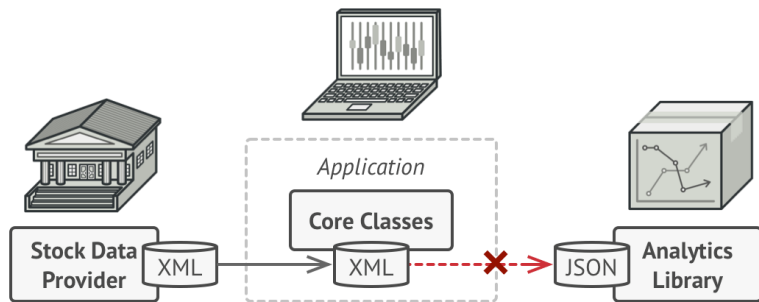 Application
Core Classes
Stock Data
Provider
XML
XML
JSON
Analytics
Library